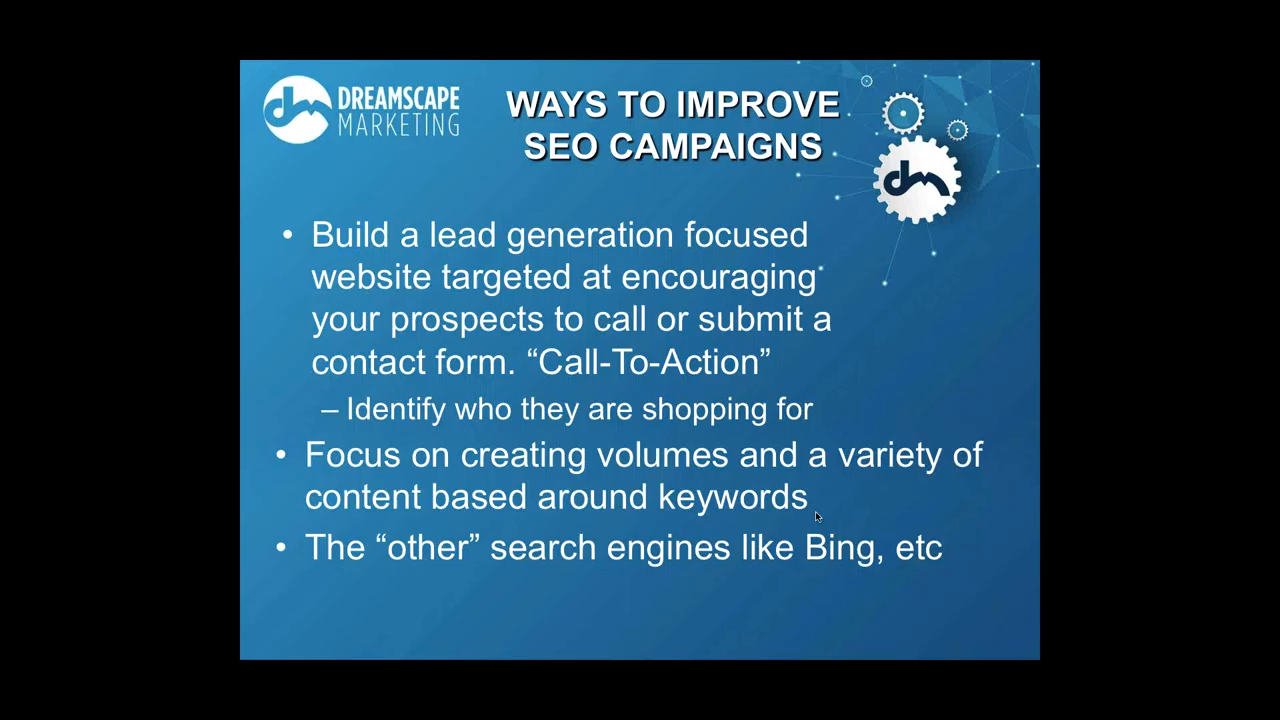 DREAMSCAPE
MARKETING
WAYS TO IMPROVE
SEO CAMPAIGNS
dm
• Build a lead generation focused
website targeted at encouraging
your prospects to call or submit a
contact form. “Call-To-Action”
– Identify who they are shopping for
• Focus on creating volumes and a variety of
content based around keywords
• The “other” search engines like Bing, etc